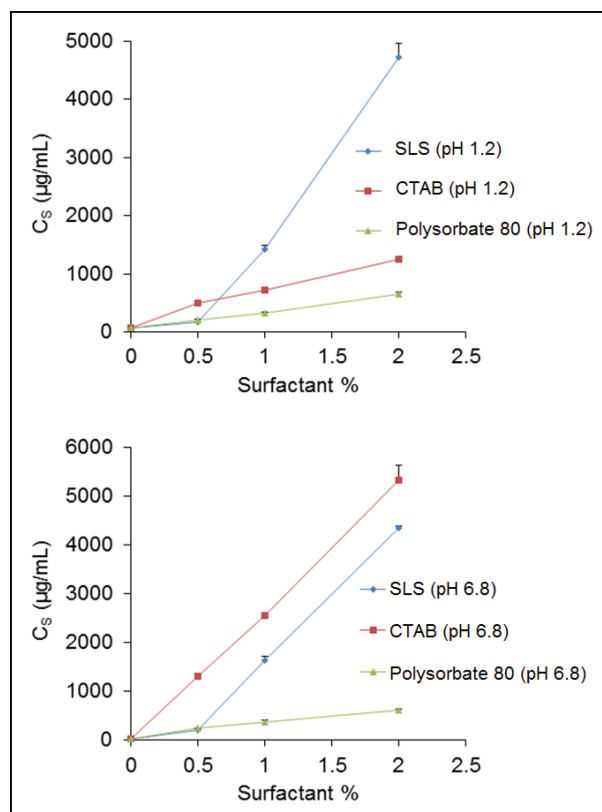 5000
4000
3000
2000
1000
0
C_S (µg/mL)
SLS (pH 1.2)
CTAB (pH 1.2)
Polysorbate 80 (pH 1.2)
0 0.5 1 1.5 2 2.5
Surfactant %
6000
5000
4000
3000
2000
1000
0
C_S (µg/mL)
SLS (pH 6.8)
CTAB (pH 6.8)
Polysorbate 80 (pH 6.8)
0 0.5 1 1.5 2 2.5
Surfactant %